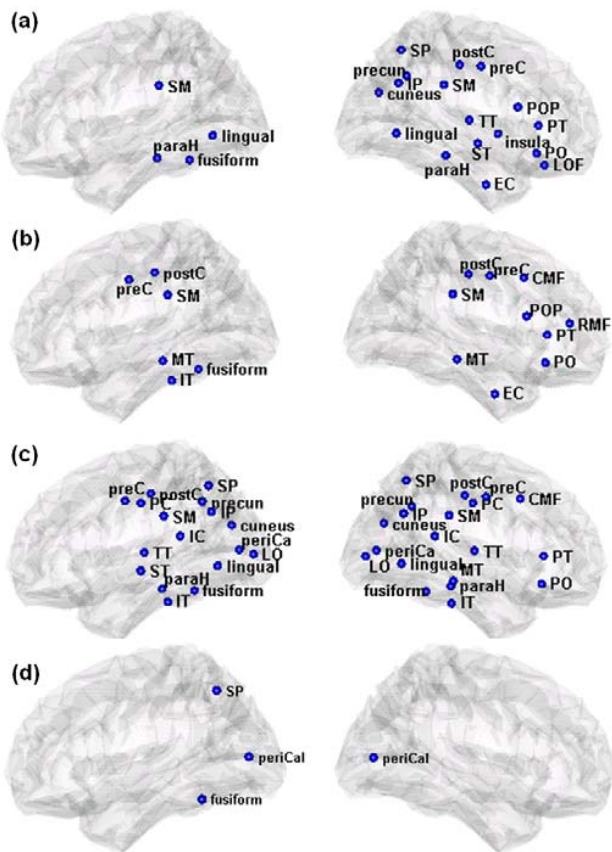 (a)
SM
lingual
paraH
fusiform
SP
postC
preC
precun
IP
SM
cuneus
POP
TT
PT
lingual
insula
ST
PO
paraH
LOF
EC
(b)
postC
preC
SM
MT
fusiform
IT
postC
preC
CMF
SM
POP
RMF
PT
MT
PO
EC
(c)
SP
preC
postC
PC
precun
IP
SM
cuneus
IC
periCa
TT
LO
ST
lingual
paraH
fusiform
IT
SP
postC
preC
CMF
precun
PC
IP
SM
cuneus
IC
periCa
TT
PT
LO
lingual
MT
paraH
PO
fusiform
IT
(d)
SP
periCal
fusiform
periCal